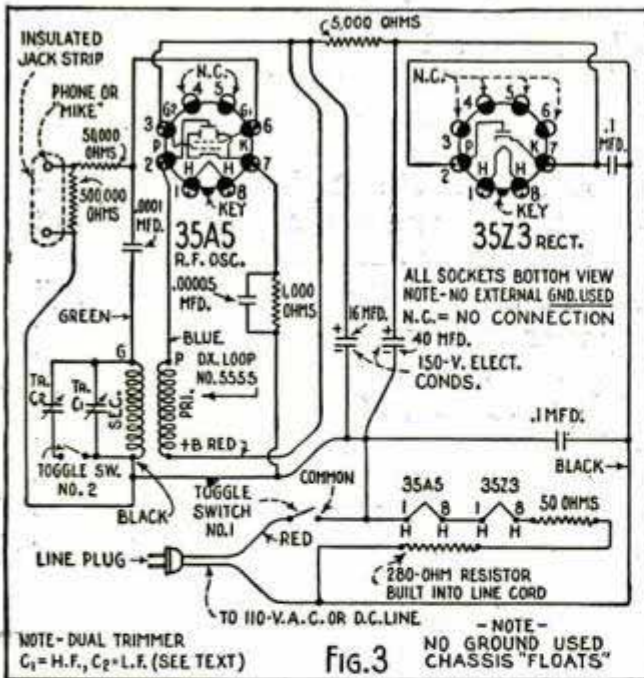 INSULATED
JACK STRIP
PHONE OR
"MIKE"
50,000
OHMS
500,000
OHMS
.0001
MFD.
N.C.
4 5
G2 G1
3 6
P K
2 7
H H
1 8
KEY
35A5
R.F. OSC.
5,000 OHMS
N.C.
4 5
3 6
P K
2 7
H H
1 8
KEY
35Z3 RECT.
.1
MFD.
ALL SOCKETS BOTTOM VIEW
NOTE-NO EXTERNAL GND. USED
N.C. = NO CONNECTION
.00005
MFD.
1,000
OHMS
16 MFD.
40 MFD.
150-V. ELECT.
CONDS.
GREEN
BLUE
G P
D.X. LOOP
NO. 5555
SEC. PRI.
TR.
C2
TR.
C1
+B RED
TOGGLE SW.
NO. 2
BLACK
TOGGLE
SWITCH
NO.1
COMMON
RED
.1 MFD.
BLACK
35A5 35Z3
1 8 1 8
H H H H
50 OHMS
280-OHM RESISTOR
BUILT INTO LINE CORD
LINE PLUG
TO 110-V. A.C. OR D.C. LINE
NOTE- DUAL TRIMMER
C1= H.F., C2= L.F. (SEE TEXT)
FIG. 3
-NOTE-
NO GROUND USED
CHASSIS "FLOATS"